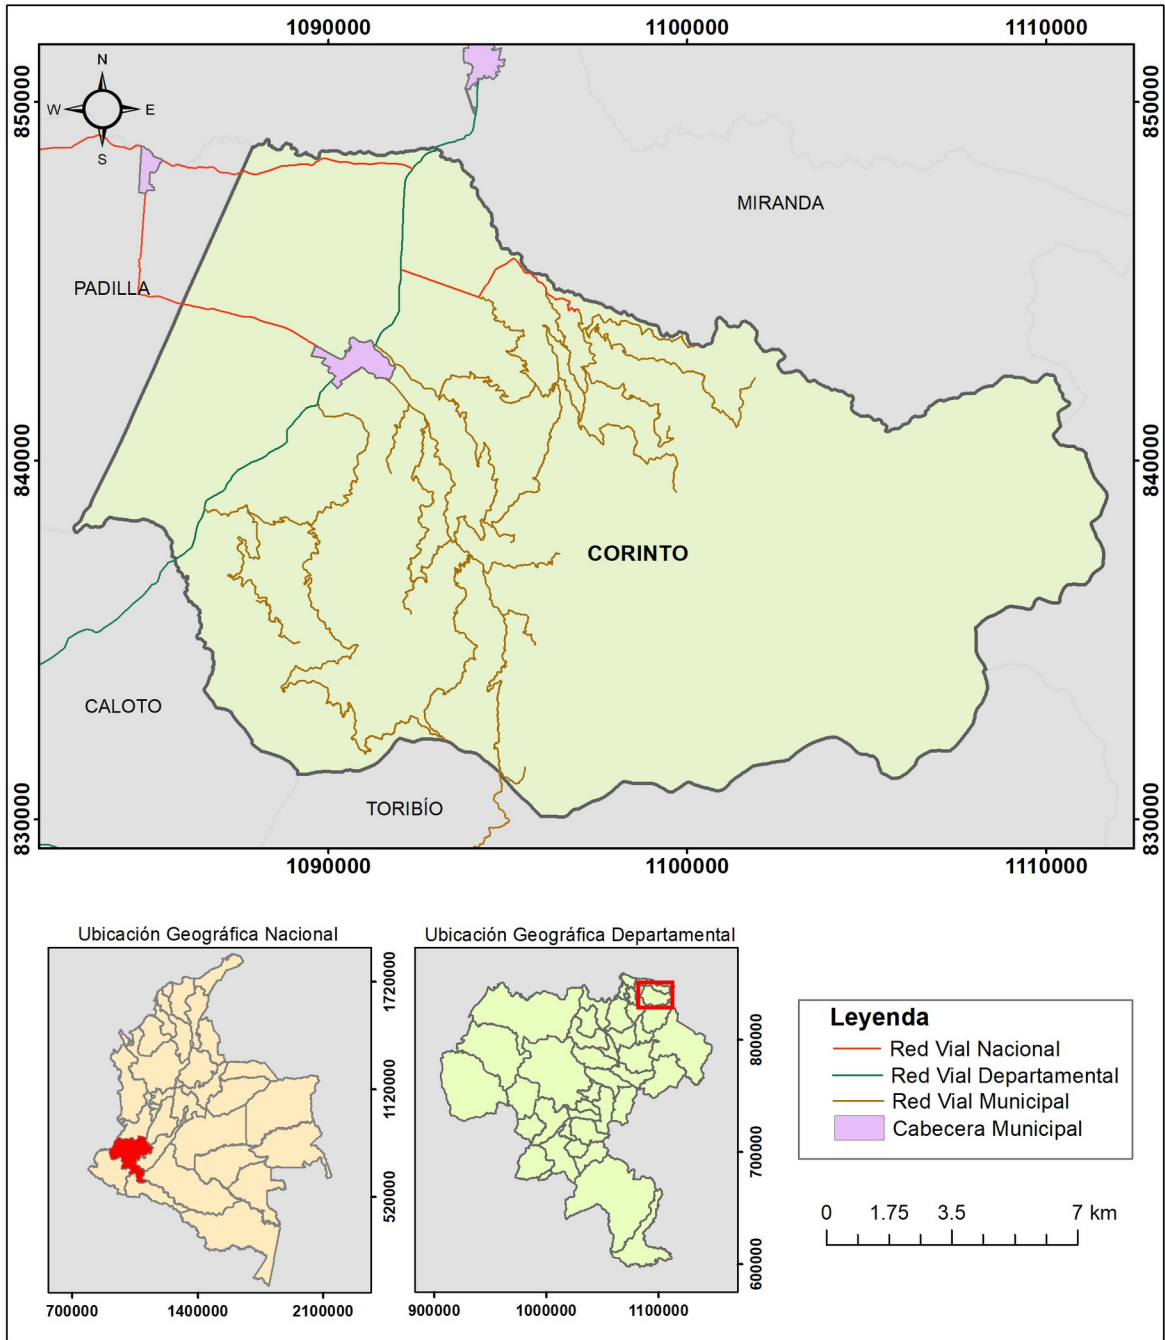 1090000 1100000 1110000
850000 850000
N
W E
S
MIRANDA
PADILLA
840000 840000
CORINTO
CALOTO
TORIBÍO
830000 830000
1090000 1100000 1110000
Ubicación Geográfica Nacional
1720000
1120000
520000
700000 1400000 2100000
Ubicación Geográfica Departamental
800000
700000
600000
900000 1000000 1100000
Leyenda
Red Vial Nacional
Red Vial Departamental
Red Vial Municipal
Cabecera Municipal
0 1.75 3.5 7 km